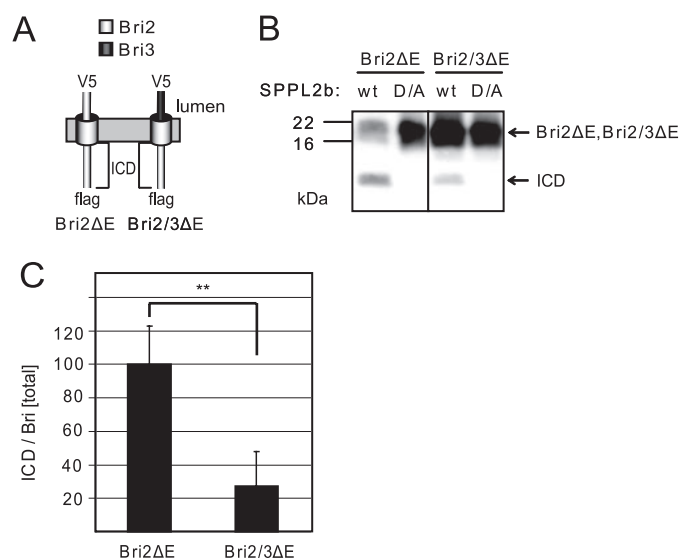 A
Bri2
Bri3
V5 V5
lumen
ICD
flag flag
Bri2ΔE Bri2/3ΔE
B
Bri2ΔE Bri2/3ΔE
SPPL2b: wt D/A wt D/A
22
16
kDa
Bri2ΔE,Bri2/3ΔE
ICD
C
**
ICD / Bri [total]
120
100
80
60
40
20
Bri2ΔE Bri2/3ΔE